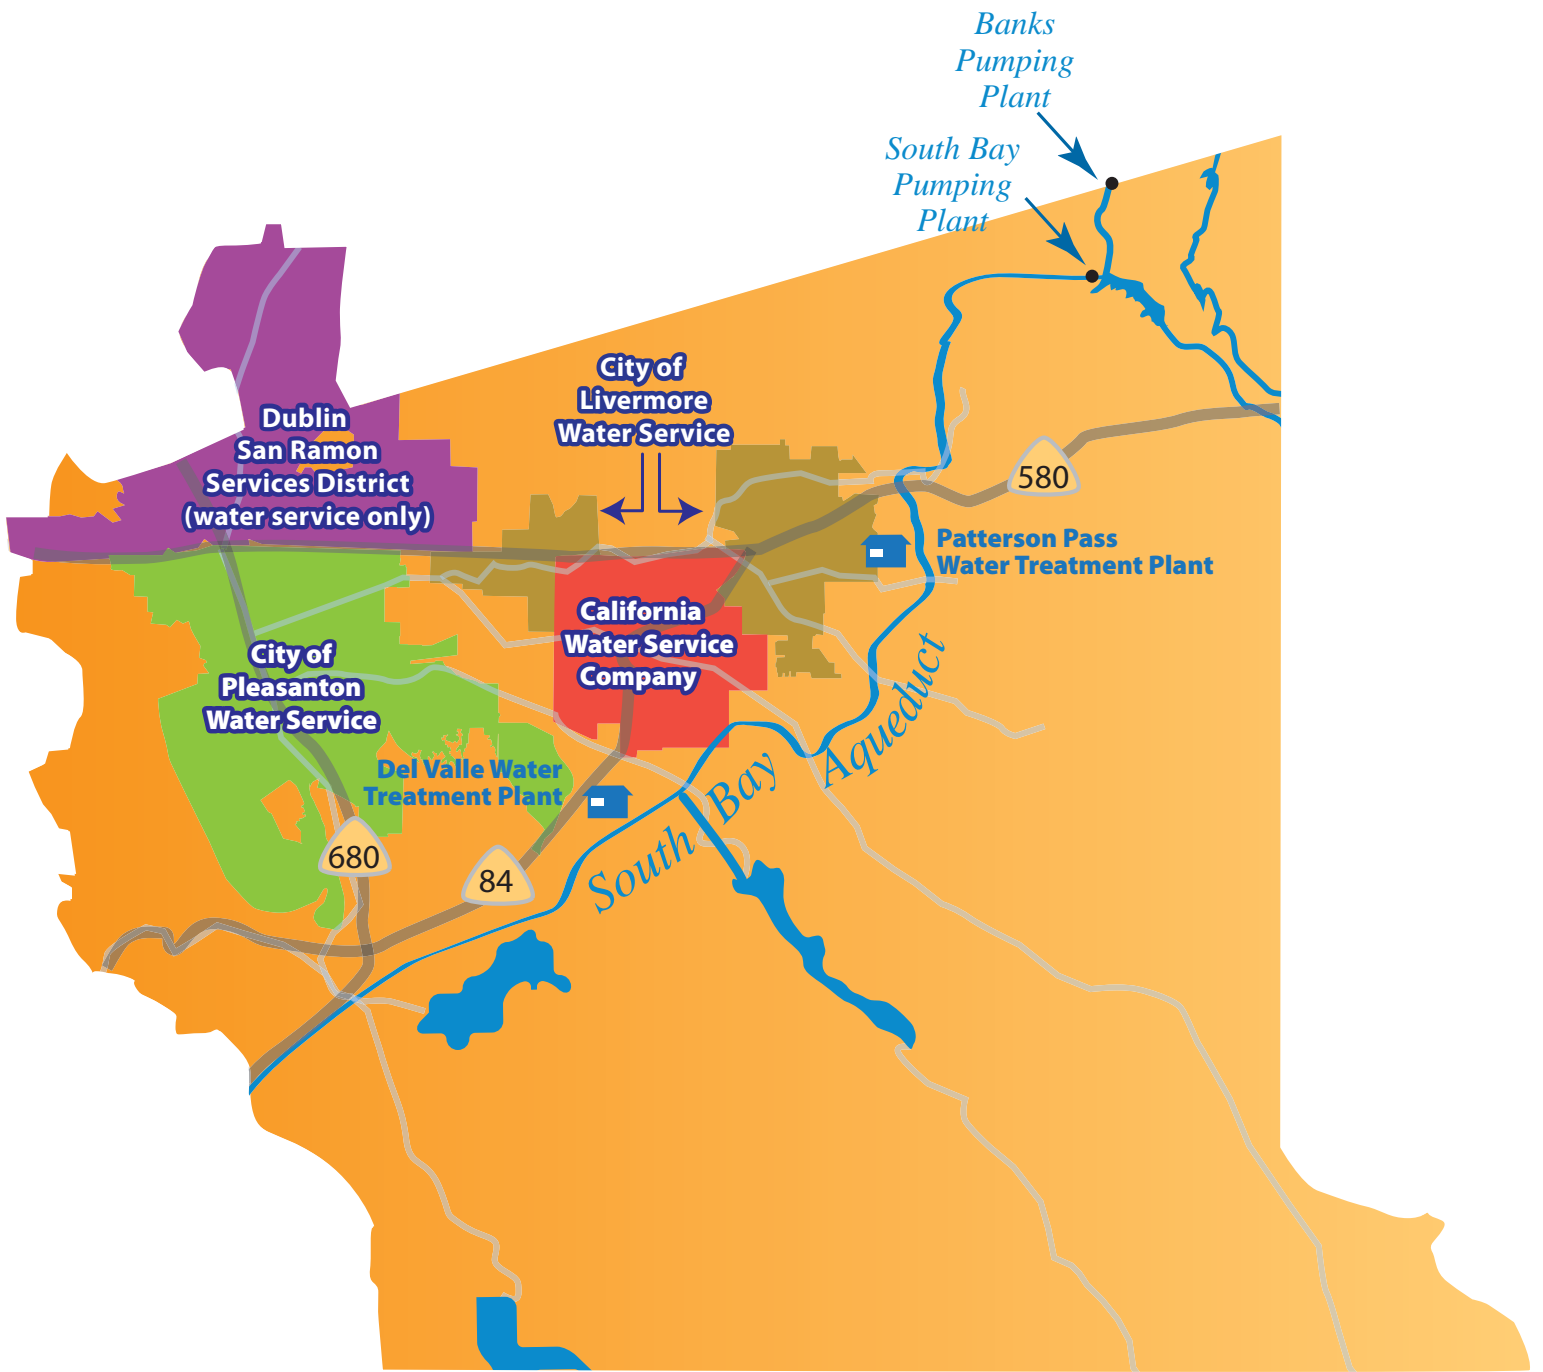 Banks
Pumping
Plant
South Bay
Pumping
Plant
City of
Livermore
Water Service
Dublin
San Ramon
Services District
(water service only)
580
Patterson Pass
Water Treatment Plant
California
Water Service
Company
City of
Pleasanton
Water Service
Del Valle Water
Treatment Plant
South Bay Aqueduct
680
84